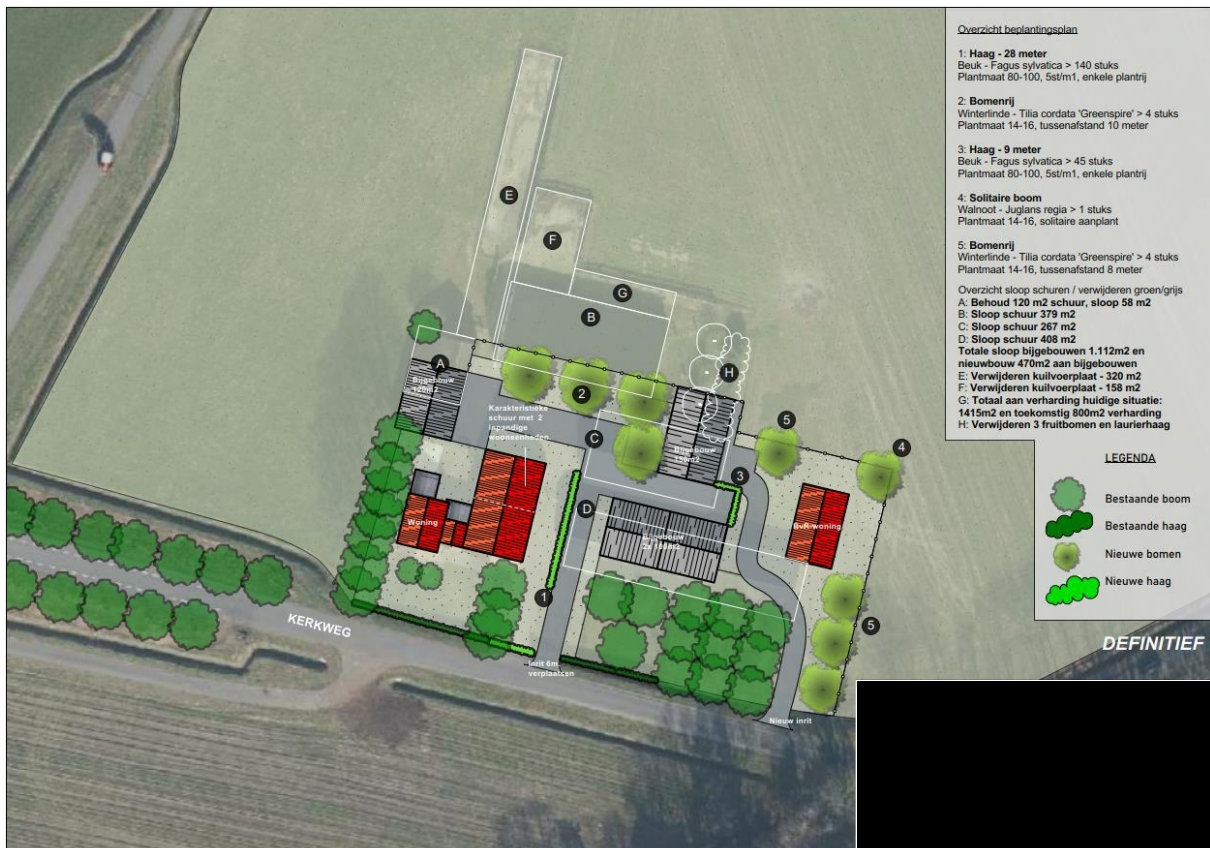 Overzicht beplantingsplan
1: Haag - 28 meter
Beuk - Fagus sylvatica > 140 stuks
Plantmaat 80-100, 5st/m1, enkele plantrij
2: Bomenrij
Winterlinde - Tilia cordata 'Greenspire' > 4 stuks
Plantmaat 14-16, tussenafstand 10 meter
3: Haag - 9 meter
Beuk - Fagus sylvatica > 45 stuks
Plantmaat 80-100, 5st/m1, enkele plantrij
4: Solitaire boom
Walnoot - Juglans regia > 1 stuks
Plantmaat 14-16, solitaire aanplant
5: Bomenrij
Winterlinde - Tilia cordata 'Greenspire' > 4 stuks
Plantmaat 14-16, tussenafstand 8 meter
Overzicht sloop schuren / verwijderen groen/grijs
A: Behoud 120 m2 schuur, sloop 58 m2
B: Sloop schuur 379 m2
C: Sloop schuur 267 m2
D: Sloop schuur 408 m2
Totale sloop bijgebouwen 1.112m2 en
nieuwbouw 470m2 aan bijgebouwen
E: Verwijderen kuilvoerplaat - 320 m2
F: Verwijderen kuilvoerplaat - 158 m2
G: Totaal aan verharding huidige situatie:
1415m2 en toekomstig 800m2 verharding
H: Verwijderen 3 fruitbomen en laurierhaag
LEGENDA
Bestaande boom
Bestaande haag
Nieuwe bomen
Nieuwe haag
DEFINITIEF
E
F
G
B
A
H
Bijgebouw
120m2
2
Karakteristieke
schuur met 2
inpandige
wooneenheden.
5
4
C
Bijgebouw
150m2
3
D
Woning
Bijgebouw
2x 100m2
RvR woning
1
5
KERKWEG
Inrit 6m.
verplaatsen
Nieuw inrit